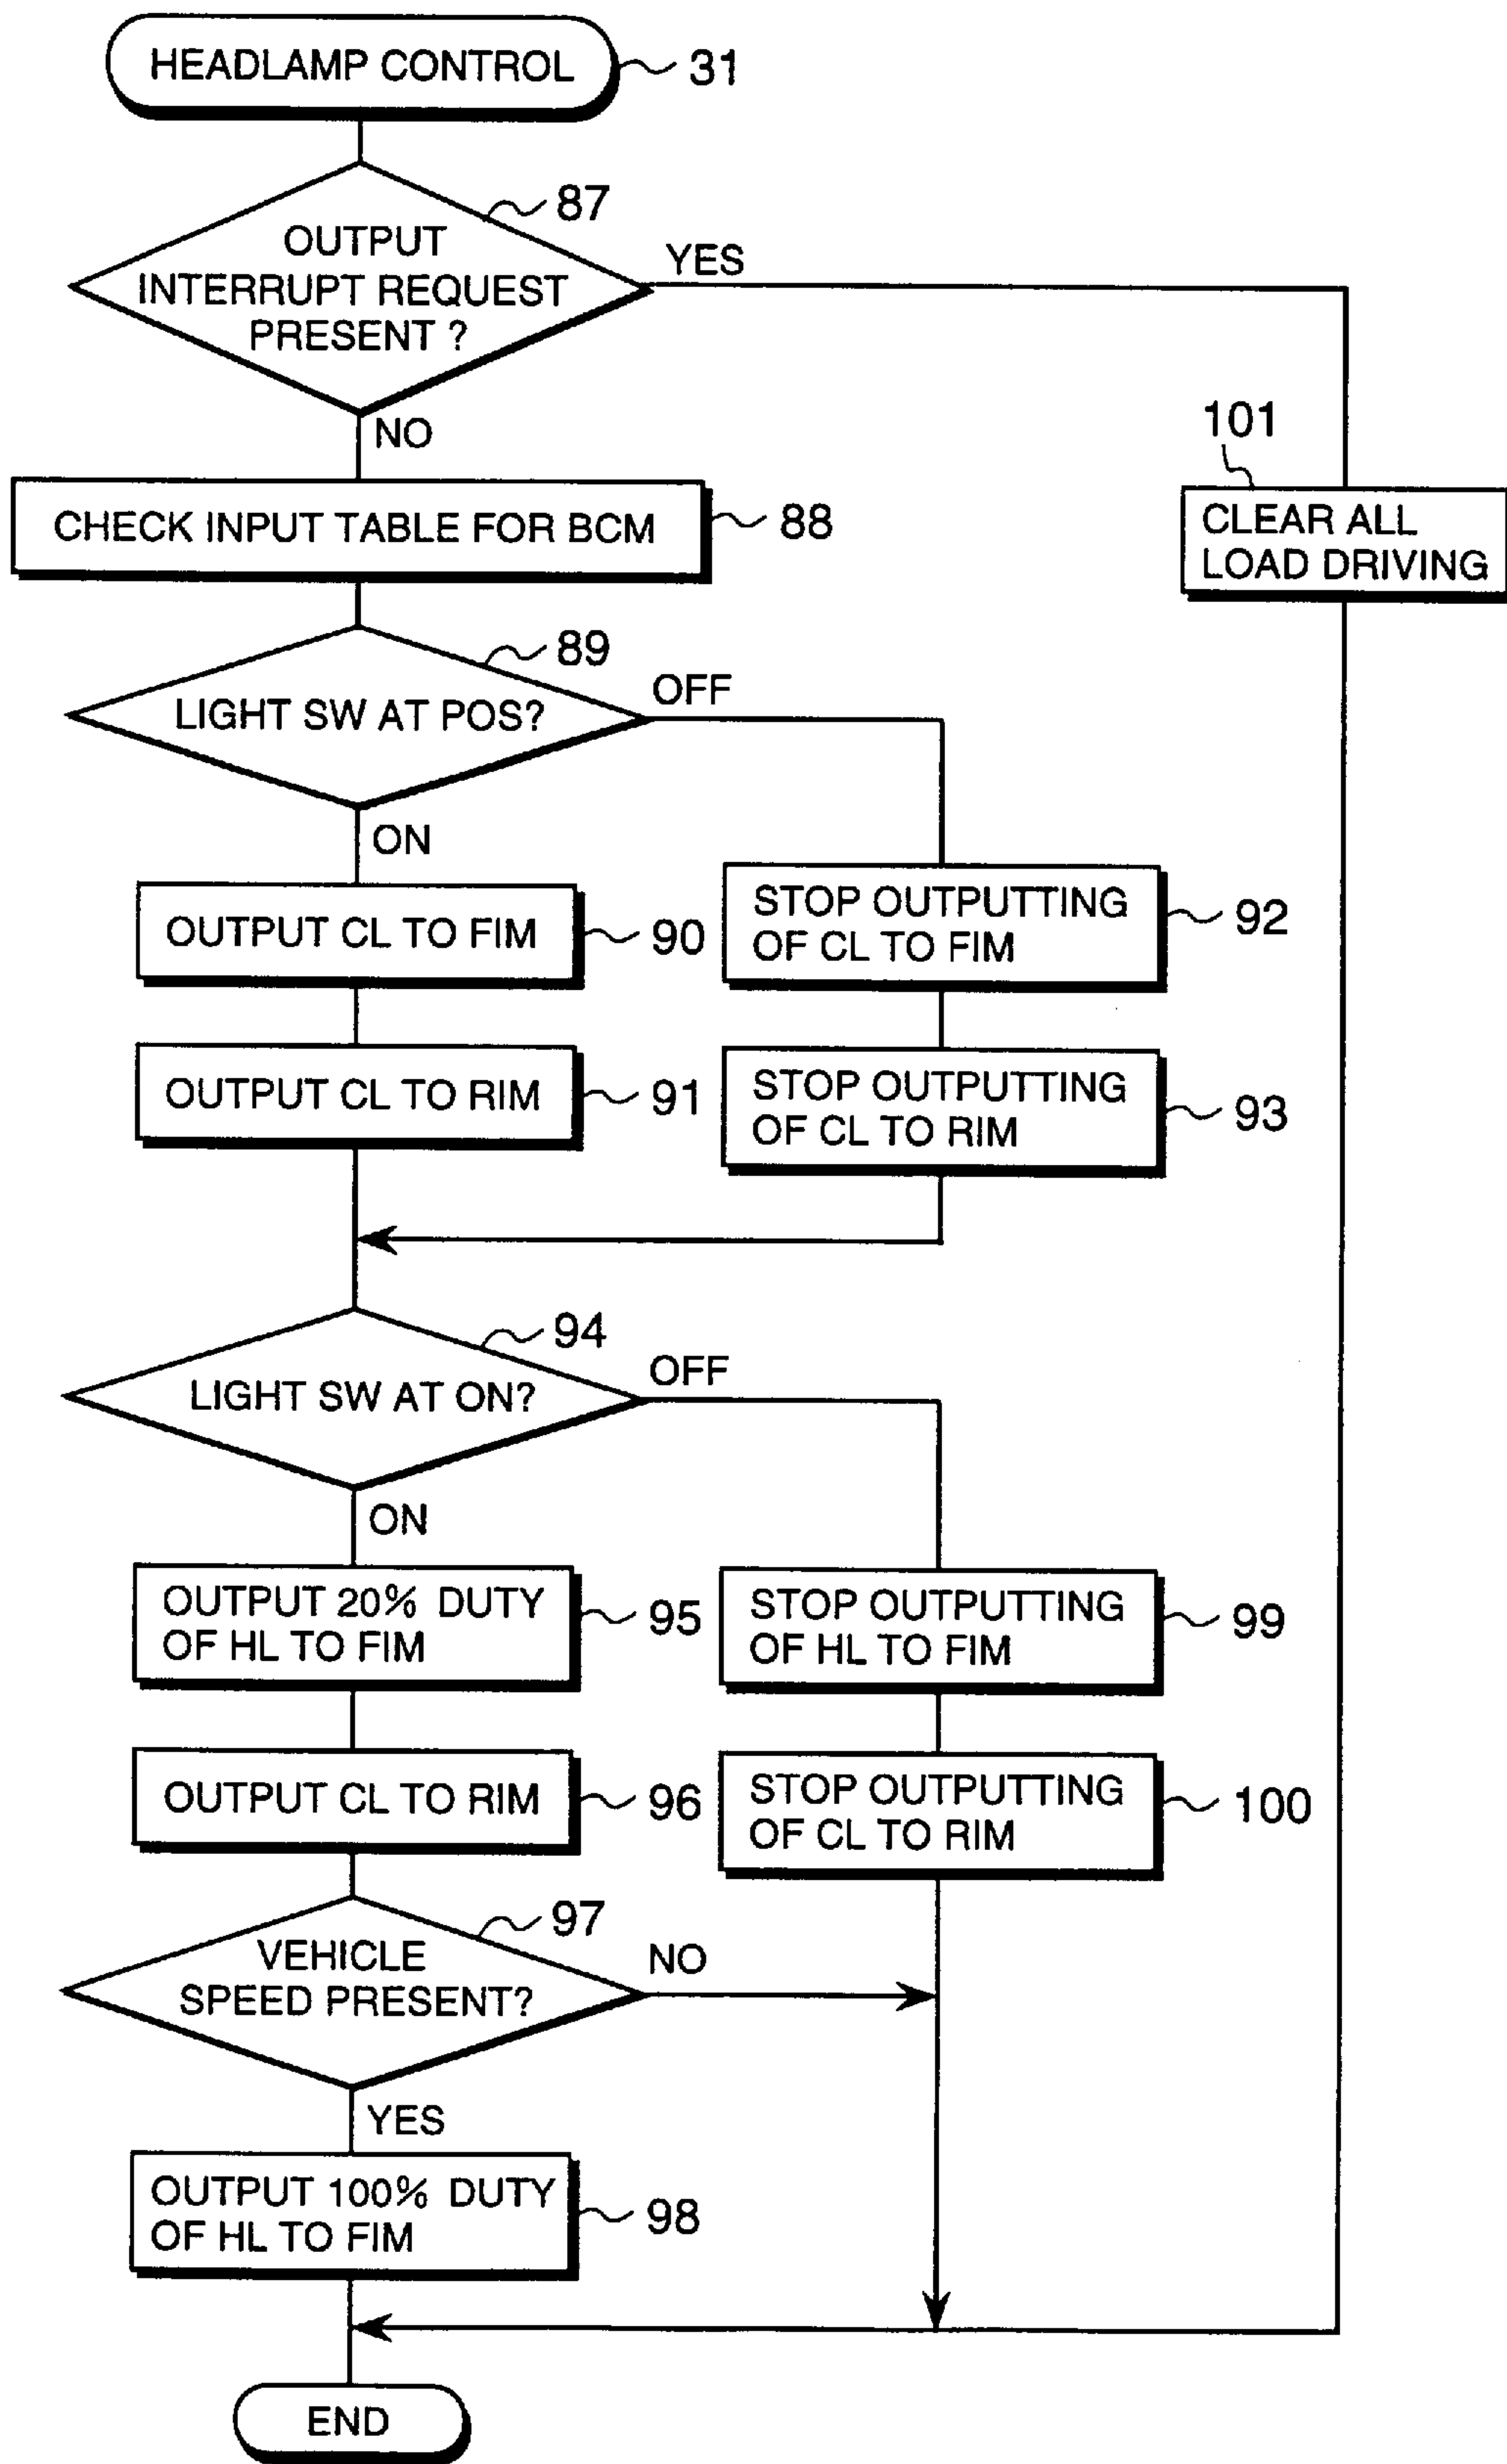 HEADLAMP CONTROL
31
87
OUTPUT
INTERRUPT REQUEST
PRESENT ?
YES
NO
101
CLEAR ALL
LOAD DRIVING
CHECK INPUT TABLE FOR BCM
88
89
LIGHT SW AT POS?
OFF
ON
OUTPUT CL TO FIM
90
STOP OUTPUTTING
OF CL TO FIM
92
OUTPUT CL TO RIM
91
STOP OUTPUTTING
OF CL TO RIM
93
94
LIGHT SW AT ON?
OFF
ON
OUTPUT 20% DUTY
OF HL TO FIM
95
STOP OUTPUTTING
OF HL TO FIM
99
OUTPUT CL TO RIM
96
STOP OUTPUTTING
OF CL TO RIM
100
97
VEHICLE
SPEED PRESENT?
NO
YES
OUTPUT 100% DUTY
OF HL TO FIM
98
END